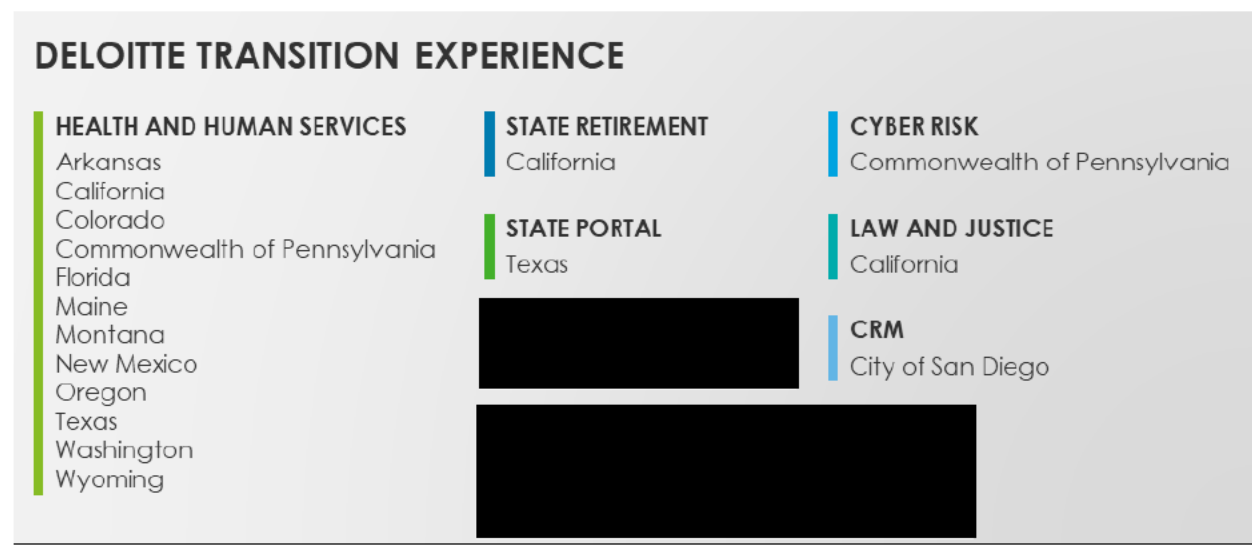 DELOITTE TRANSITION EXPERIENCE
HEALTH AND HUMAN SERVICES
Arkansas
California
Colorado
Commonwealth of Pennsylvania
Florida
Maine
Montana
New Mexico
Oregon
Texas
Washington
Wyoming
STATE RETIREMENT
California
STATE PORTAL
Texas
CYBER RISK
Commonwealth of Pennsylvania
LAW AND JUSTICE
California
CRM
City of San Diego